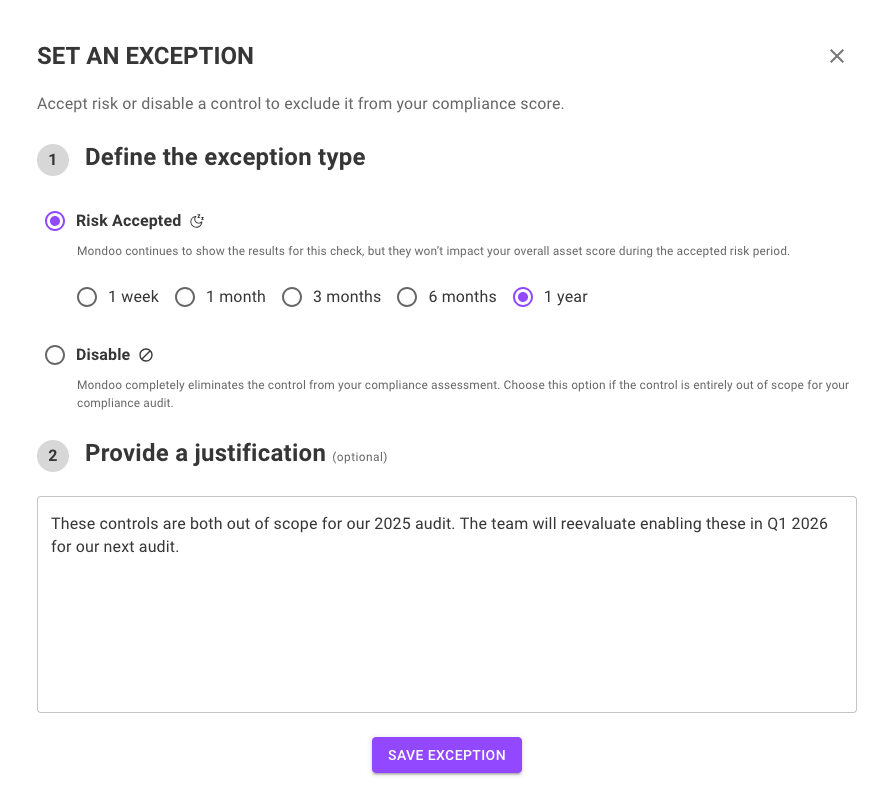 SET AN EXCEPTION
Accept risk or disable a control to exclude it from your compliance score.
1 Define the exception type
Risk Accepted
Mondoo continues to show the results for this check, but they won’t impact your overall asset score during the accepted risk period.
1 week 1 month 3 months 6 months 1 year
Disable
Mondoo completely eliminates the control from your compliance assessment. Choose this option if the control is entirely out of scope for your
compliance audit.
2 Provide a justification (optional)
These controls are both out of scope for our 2025 audit. The team will reevaluate enabling these in Q1 2026
for our next audit.
SAVE EXCEPTION